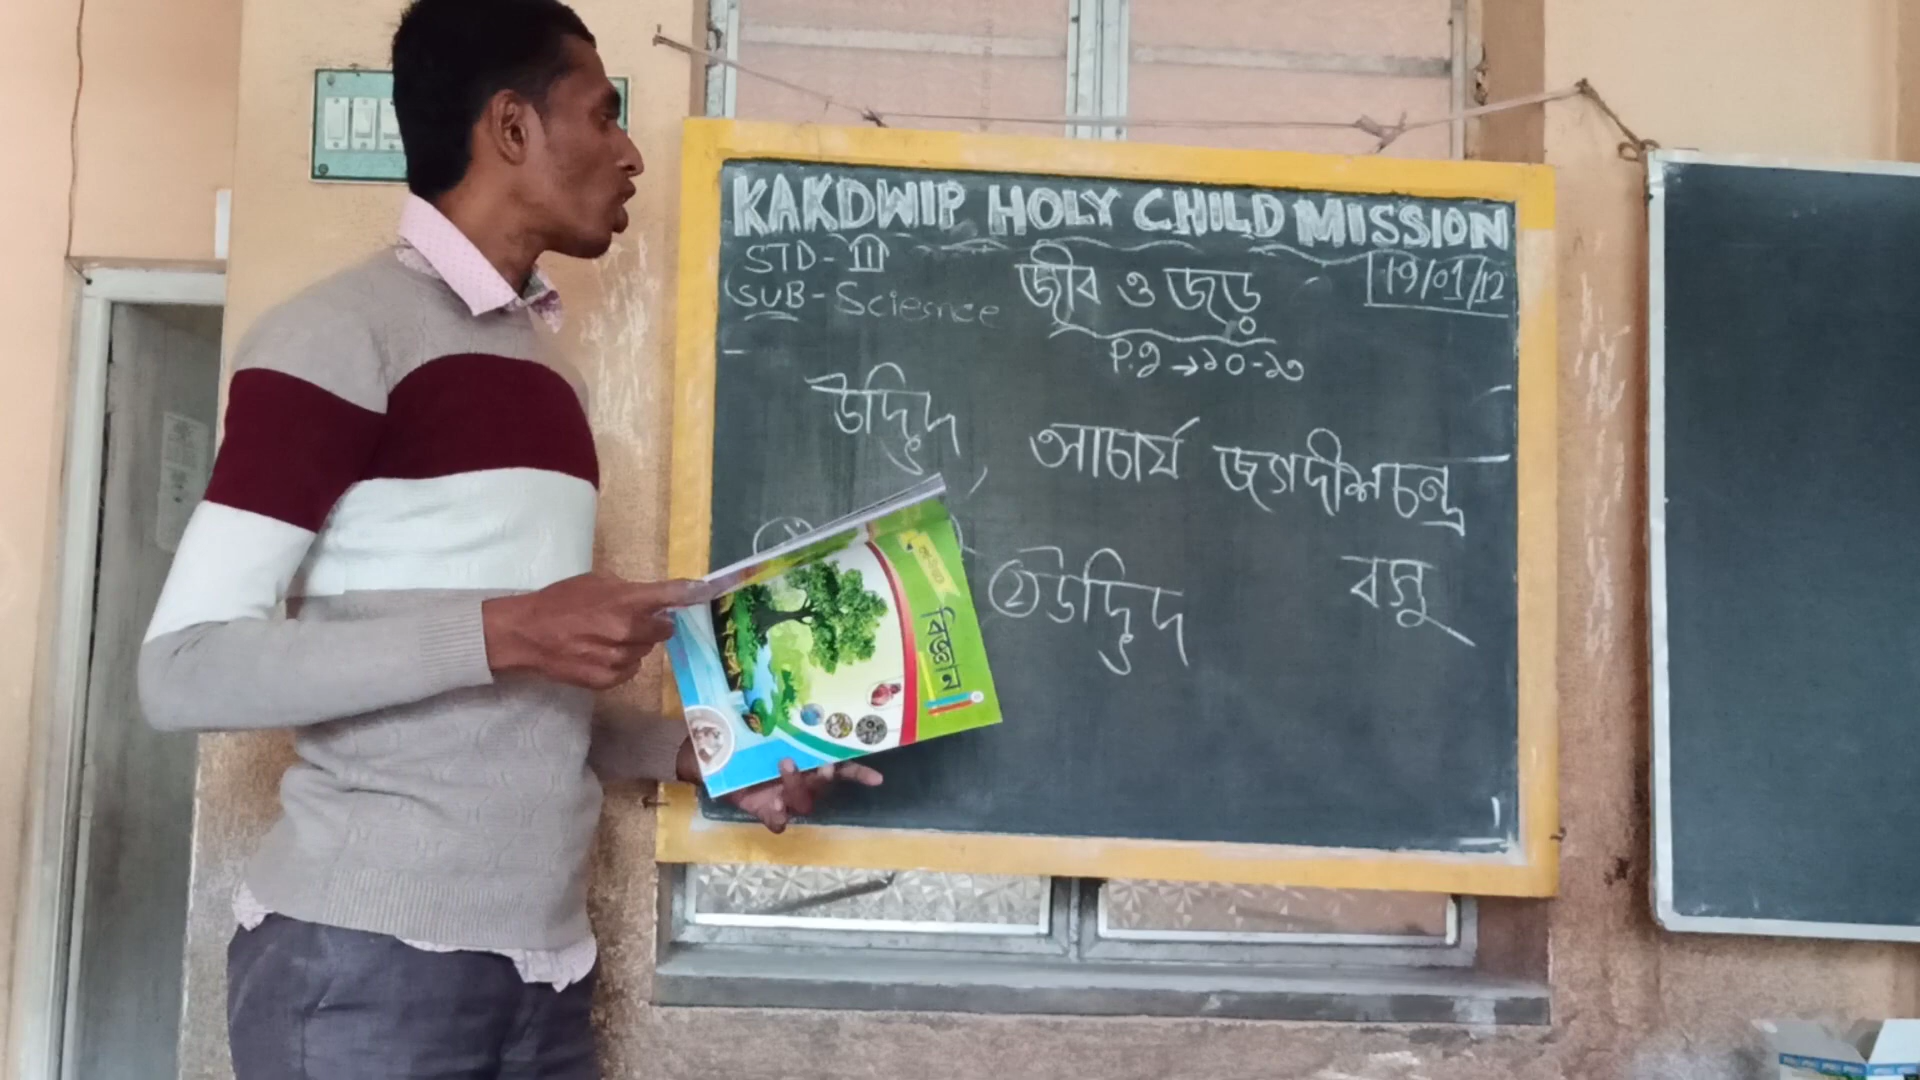 KAKDWIP HOLY CHILD MISSION
STD-III
SUB-Science
জীব ও জড়
19/01/12
P.g→১০-১৩
উদ্ভিদ
আচার্য জগদীশচন্দ্র
বসু
২ উদ্ভিদ
বিজ্ঞান